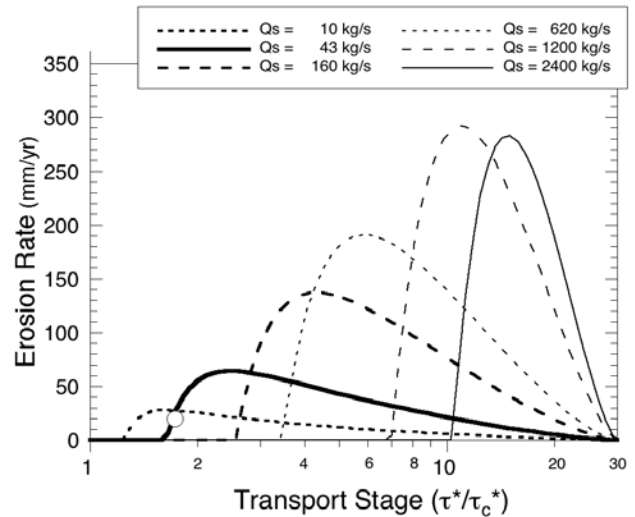 Qs = 10 kg/s
Qs = 43 kg/s
Qs = 160 kg/s
Qs = 620 kg/s
Qs = 1200 kg/s
Qs = 2400 kg/s
Erosion Rate (mm/yr)
350
300
250
200
150
100
50
0
1 2 4 6 8 10 20 30
Transport Stage (τ*/τc*)